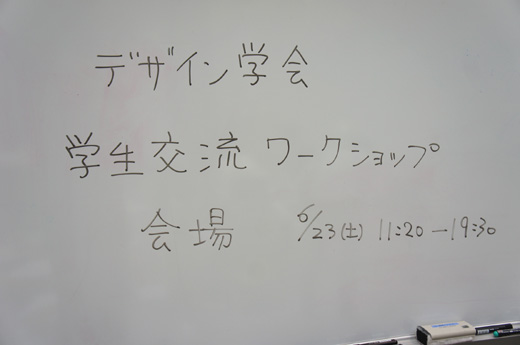 デザイン学会
学生交流 ワークショップ
会場 6/23(土) 11:20 ー 19:30